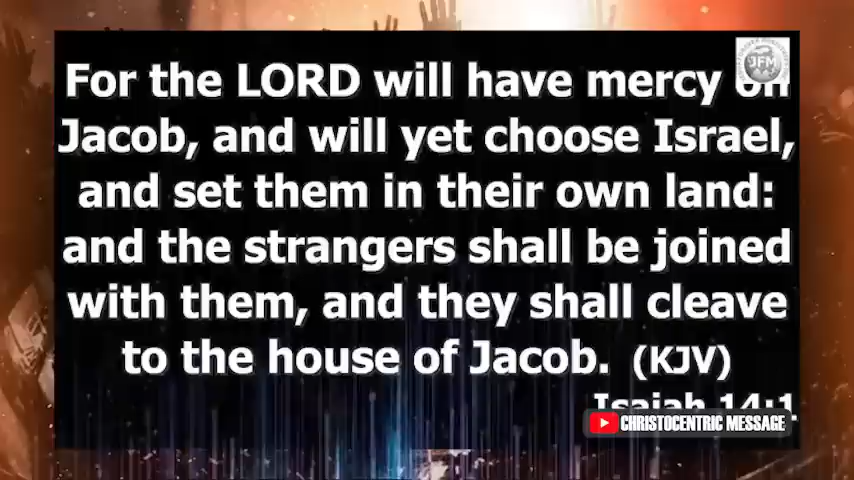 For the LORD will have mercy on
Jacob, and will yet choose Israel,
and set them in their own land:
and the strangers shall be joined
with them, and they shall cleave
to the house of Jacob. (KJV)
Isaiah 14:1
CHRISTOCENTRIC MESSAGE
JFM